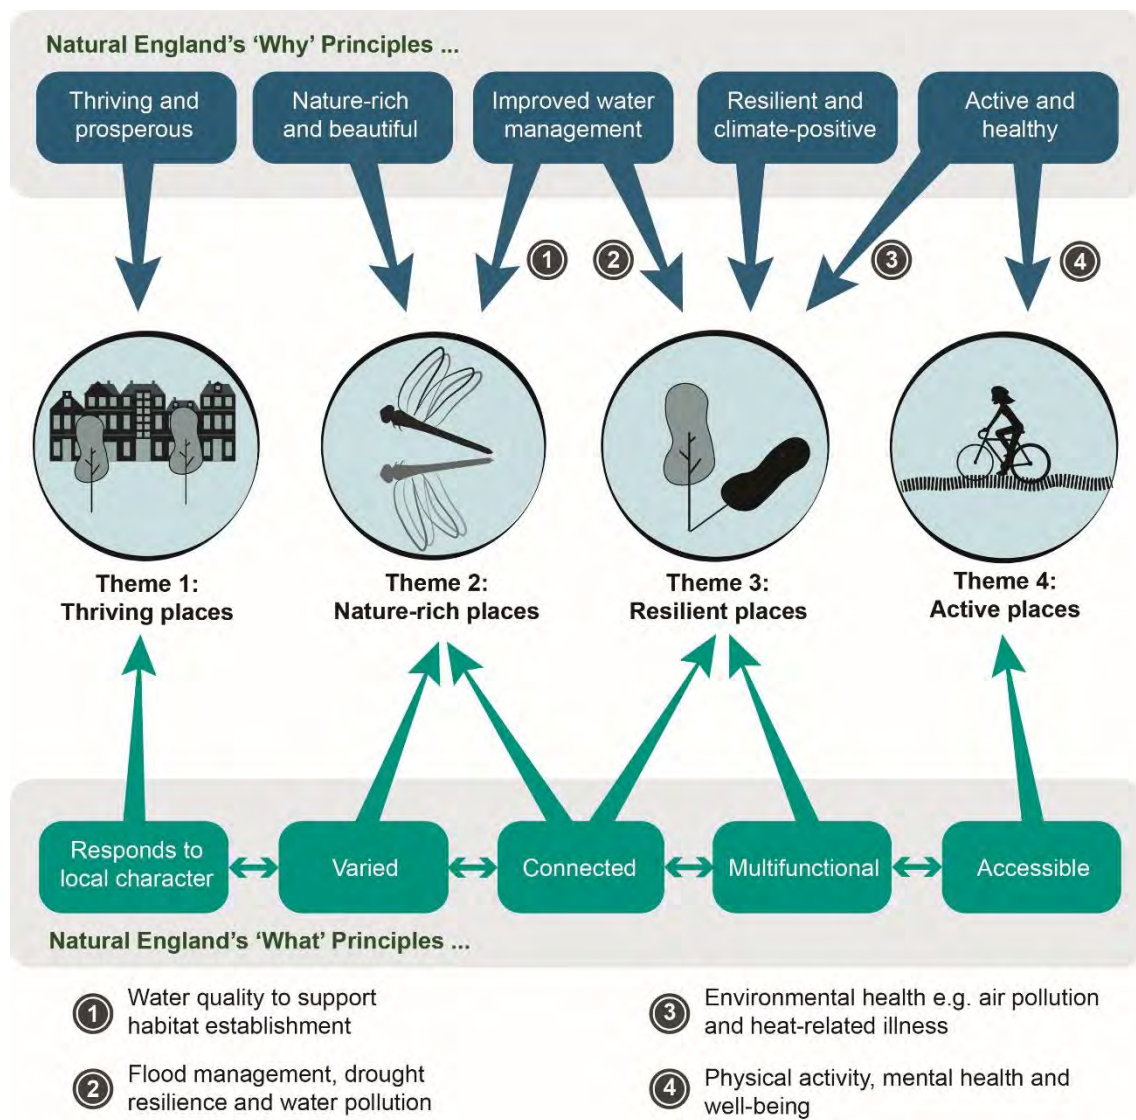 Natural England's ‘Why’ Principles ...
Thriving and
prosperous
Nature-rich
and beautiful
Improved water
management
Resilient and
climate-positive
Active and
healthy
1
2
3
4
Theme 1:
Thriving places
Theme 2:
Nature-rich places
Theme 3:
Resilient places
Theme 4:
Active places
Responds to
local character
Varied
Connected
Multifunctional
Accessible
Natural England's ‘What’ Principles ...
1 Water quality to support
habitat establishment
2 Flood management, drought
resilience and water pollution
3 Environmental health e.g. air pollution
and heat-related illness
4 Physical activity, mental health and
well-being